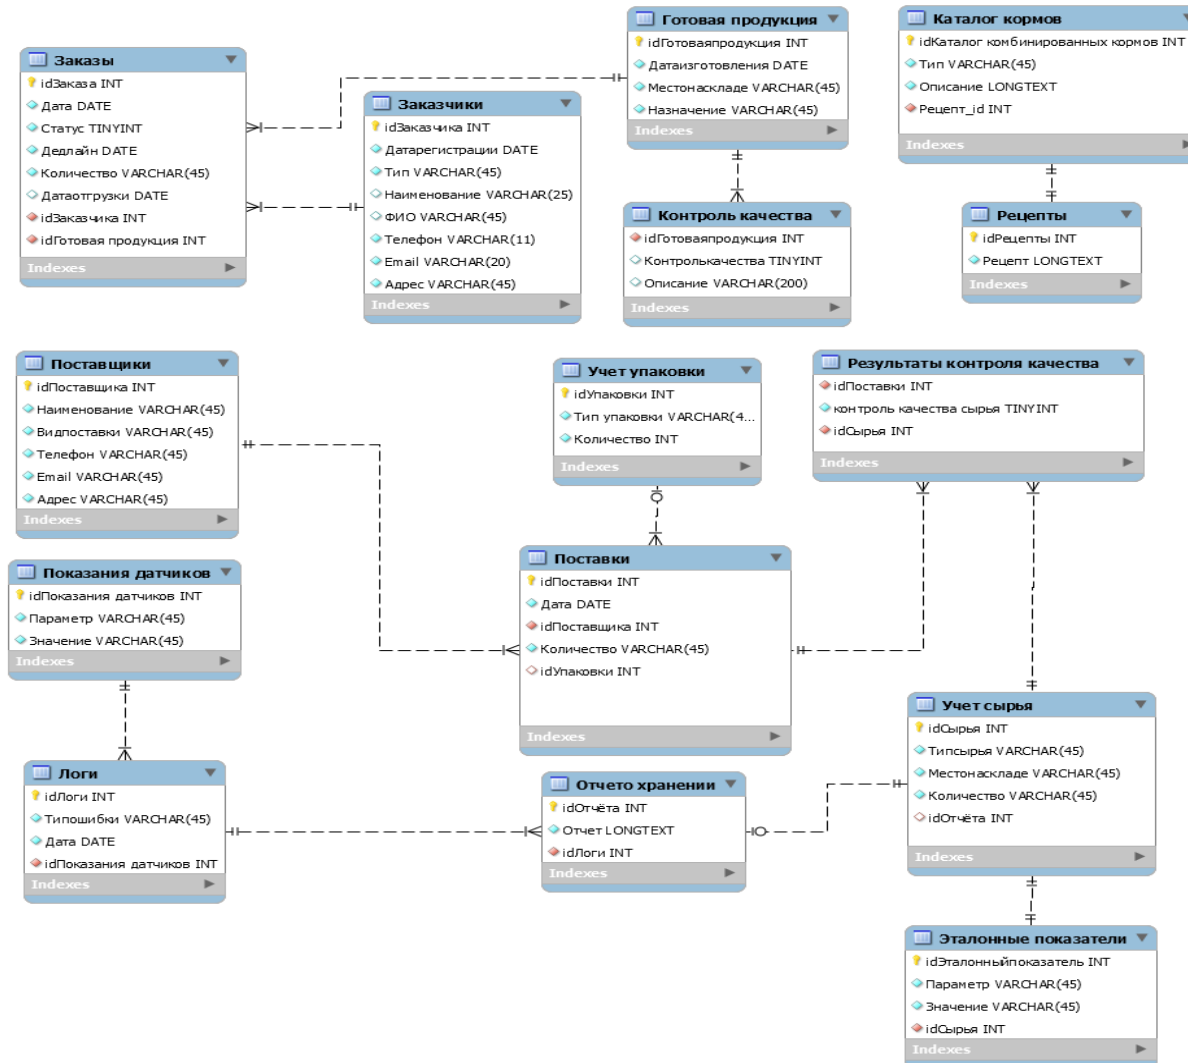 Заказы
idЗаказа INT
Дата DATE
Статус TINYINT
Дедлайн DATE
Количество VARCHAR(45)
Датаотгрузки DATE
idЗаказчика INT
idГотовая продукция INT
Indexes
Заказчики
idЗаказчика INT
Датарегистрации DATE
Тип VARCHAR(45)
Наименование VARCHAR(25)
ФИО VARCHAR(45)
Телефон VARCHAR(11)
Email VARCHAR(20)
Адрес VARCHAR(45)
Indexes
Готовая продукция
idГотоваяпродукция INT
Датаизготовления DATE
Местонаскладе VARCHAR(45)
Назначение VARCHAR(45)
Indexes
Контроль качества
idГотоваяпродукция INT
Контролькачества TINYINT
Описание VARCHAR(200)
Indexes
Каталог кормов
idКаталог комбинированных кормов INT
Тип VARCHAR(45)
Описание LONGTEXT
Рецепт_id INT
Indexes
Рецепты
idРецепты INT
Рецепт LONGTEXT
Indexes
Поставщики
idПоставщика INT
Наименование VARCHAR(45)
Видпоставки VARCHAR(45)
Телефон VARCHAR(45)
Email VARCHAR(45)
Адрес VARCHAR(45)
Indexes
Учет упаковки
idУпаковки INT
Тип упаковки VARCHAR(4...
Количество INT
Indexes
Результаты контроля качества
idПоставки INT
контроль качества сырья TINYINT
idСырья INT
Indexes
Показания датчиков
idПоказания датчиков INT
Параметр VARCHAR(45)
Значение VARCHAR(45)
Indexes
Поставки
idПоставки INT
Дата DATE
idПоставщика INT
Количество VARCHAR(45)
idУпаковки INT
Indexes
Логи
idЛоги INT
Типошибки VARCHAR(45)
Дата DATE
idПоказания датчиков INT
Indexes
Отчето хранении
idОтчёта INT
Отчет LONGTEXT
idЛоги INT
Indexes
Учет сырья
idСырья INT
Типсырья VARCHAR(45)
Местонаскладе VARCHAR(45)
Количество VARCHAR(45)
idОтчёта INT
Indexes
Эталонные показатели
idЭталонныйпоказатель INT
Параметр VARCHAR(45)
Значение VARCHAR(45)
idСырья INT